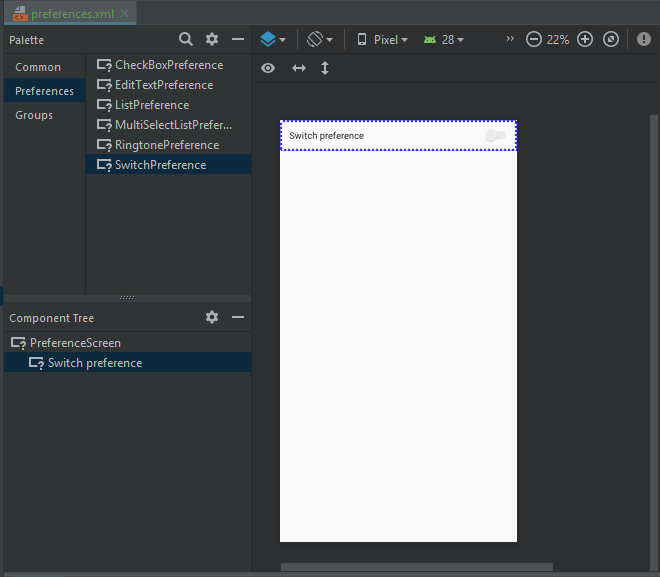 preferences.xml
Palette
Pixel
28
22%
Common
Preferences
Groups
CheckBoxPreference
EditTextPreference
ListPreference
MultiSelectListPrefer...
RingtonePreference
SwitchPreference
Switch preference
Component Tree
PreferenceScreen
Switch preference